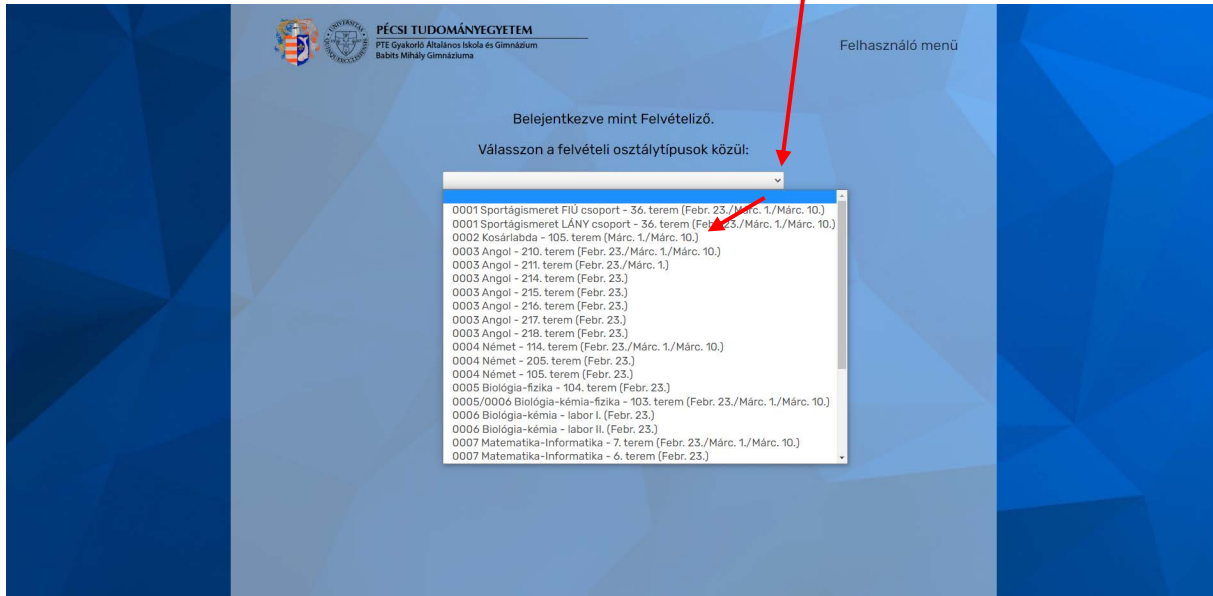 PÉCSI TUDOMÁNYEGYETEM
PTE Gyakorló Általános Iskola és Gimnázium
Babits Mihály Gimnáziuma
Felhasználó menü
Belejentkezve mint Felvételiző.
Válasszon a felvételi osztálytípusok közül:
0001 Sportágismeret FIÚ csoport - 36. terem (Febr. 23./Márc. 1./Márc. 10.)
0001 Sportágismeret LÁNY csoport - 36. terem (Febr. 23./Márc. 1./Márc. 10.)
0002 Kosárlabda - 105. terem (Márc. 1./Márc. 10.)
0003 Angol - 210. terem (Febr. 23./Márc. 1./Márc. 10.)
0003 Angol - 211. terem (Febr. 23./Márc. 1.)
0003 Angol - 214. terem (Febr. 23.)
0003 Angol - 215. terem (Febr. 23.)
0003 Angol - 216. terem (Febr. 23.)
0003 Angol - 217. terem (Febr. 23.)
0003 Angol - 218. terem (Febr. 23.)
0004 Német - 114. terem (Febr. 23./Márc. 1./Márc. 10.)
0004 Német - 205. terem (Febr. 23.)
0004 Német - 105. terem (Febr. 23.)
0005 Biológia-fizika - 104. terem (Febr. 23.)
0005/0006 Biológia-kémia-fizika - 103. terem (Febr. 23./Márc. 1./Márc. 10.)
0006 Biológia-kémia - labor I. (Febr. 23.)
0006 Biológia-kémia - labor II. (Febr. 23.)
0007 Matematika-Informatika - 7. terem (Febr. 23./Márc. 1./Márc. 10.)
0007 Matematika-Informatika - 6. terem (Febr. 23.)